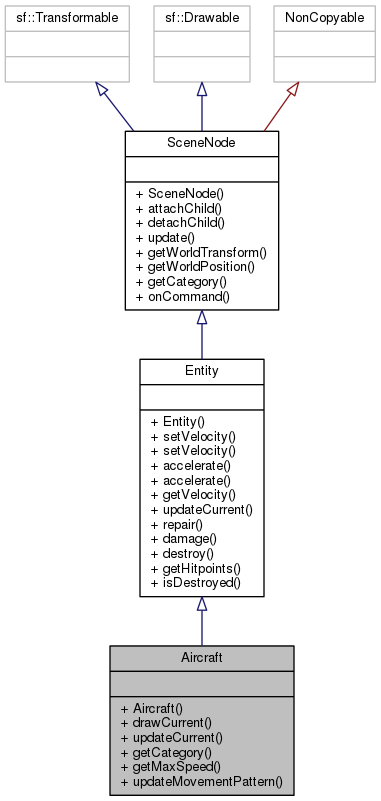 sf::Transformable
sf::Drawable
NonCopyable
SceneNode
+ SceneNode()
+ attachChild()
+ detachChild()
+ update()
+ getWorldTransform()
+ getWorldPosition()
+ getCategory()
+ onCommand()
Entity
+ Entity()
+ setVelocity()
+ setVelocity()
+ accelerate()
+ accelerate()
+ getVelocity()
+ updateCurrent()
+ repair()
+ damage()
+ destroy()
+ getHitpoints()
+ isDestroyed()
Aircraft
+ Aircraft()
+ drawCurrent()
+ updateCurrent()
+ getCategory()
+ getMaxSpeed()
+ updateMovementPattern()